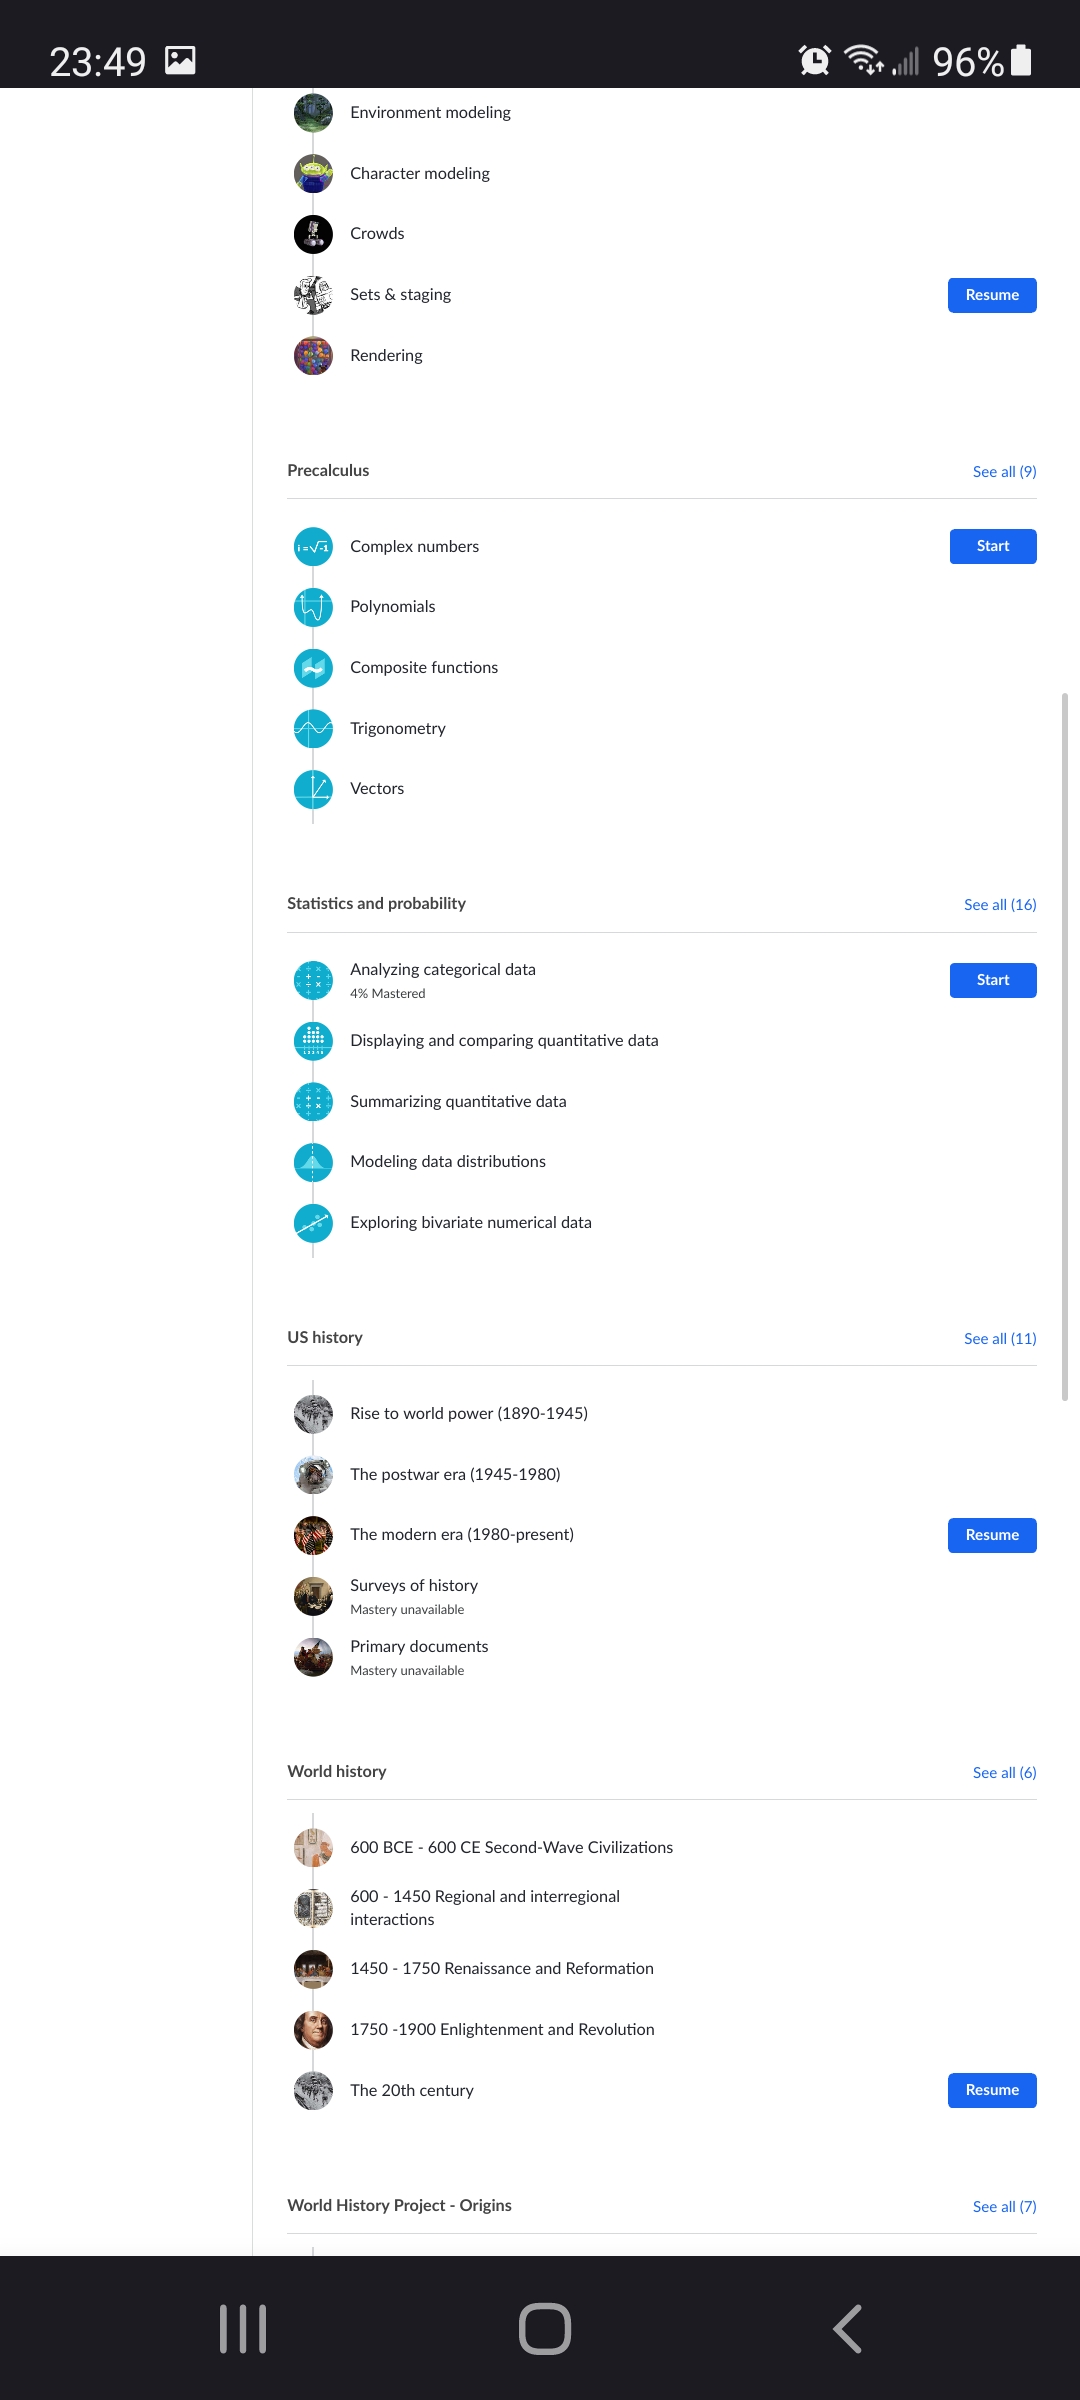 23:49
96%
Environment modeling
Character modeling
Crowds
Sets & staging
Resume
Rendering
Precalculus
See all (9)
i = √-1
Complex numbers
Start
Polynomials
Composite functions
Trigonometry
Vectors
Statistics and probability
See all (16)
Analyzing categorical data
4% Mastered
Start
Displaying and comparing quantitative data
Summarizing quantitative data
Modeling data distributions
Exploring bivariate numerical data
US history
See all (11)
Rise to world power (1890-1945)
The postwar era (1945-1980)
The modern era (1980-present)
Resume
Surveys of history
Mastery unavailable
Primary documents
Mastery unavailable
World history
See all (6)
600 BCE - 600 CE Second-Wave Civilizations
600 - 1450 Regional and interregional
interactions
1450 - 1750 Renaissance and Reformation
1750 -1900 Enlightenment and Revolution
The 20th century
Resume
World History Project - Origins
See all (7)